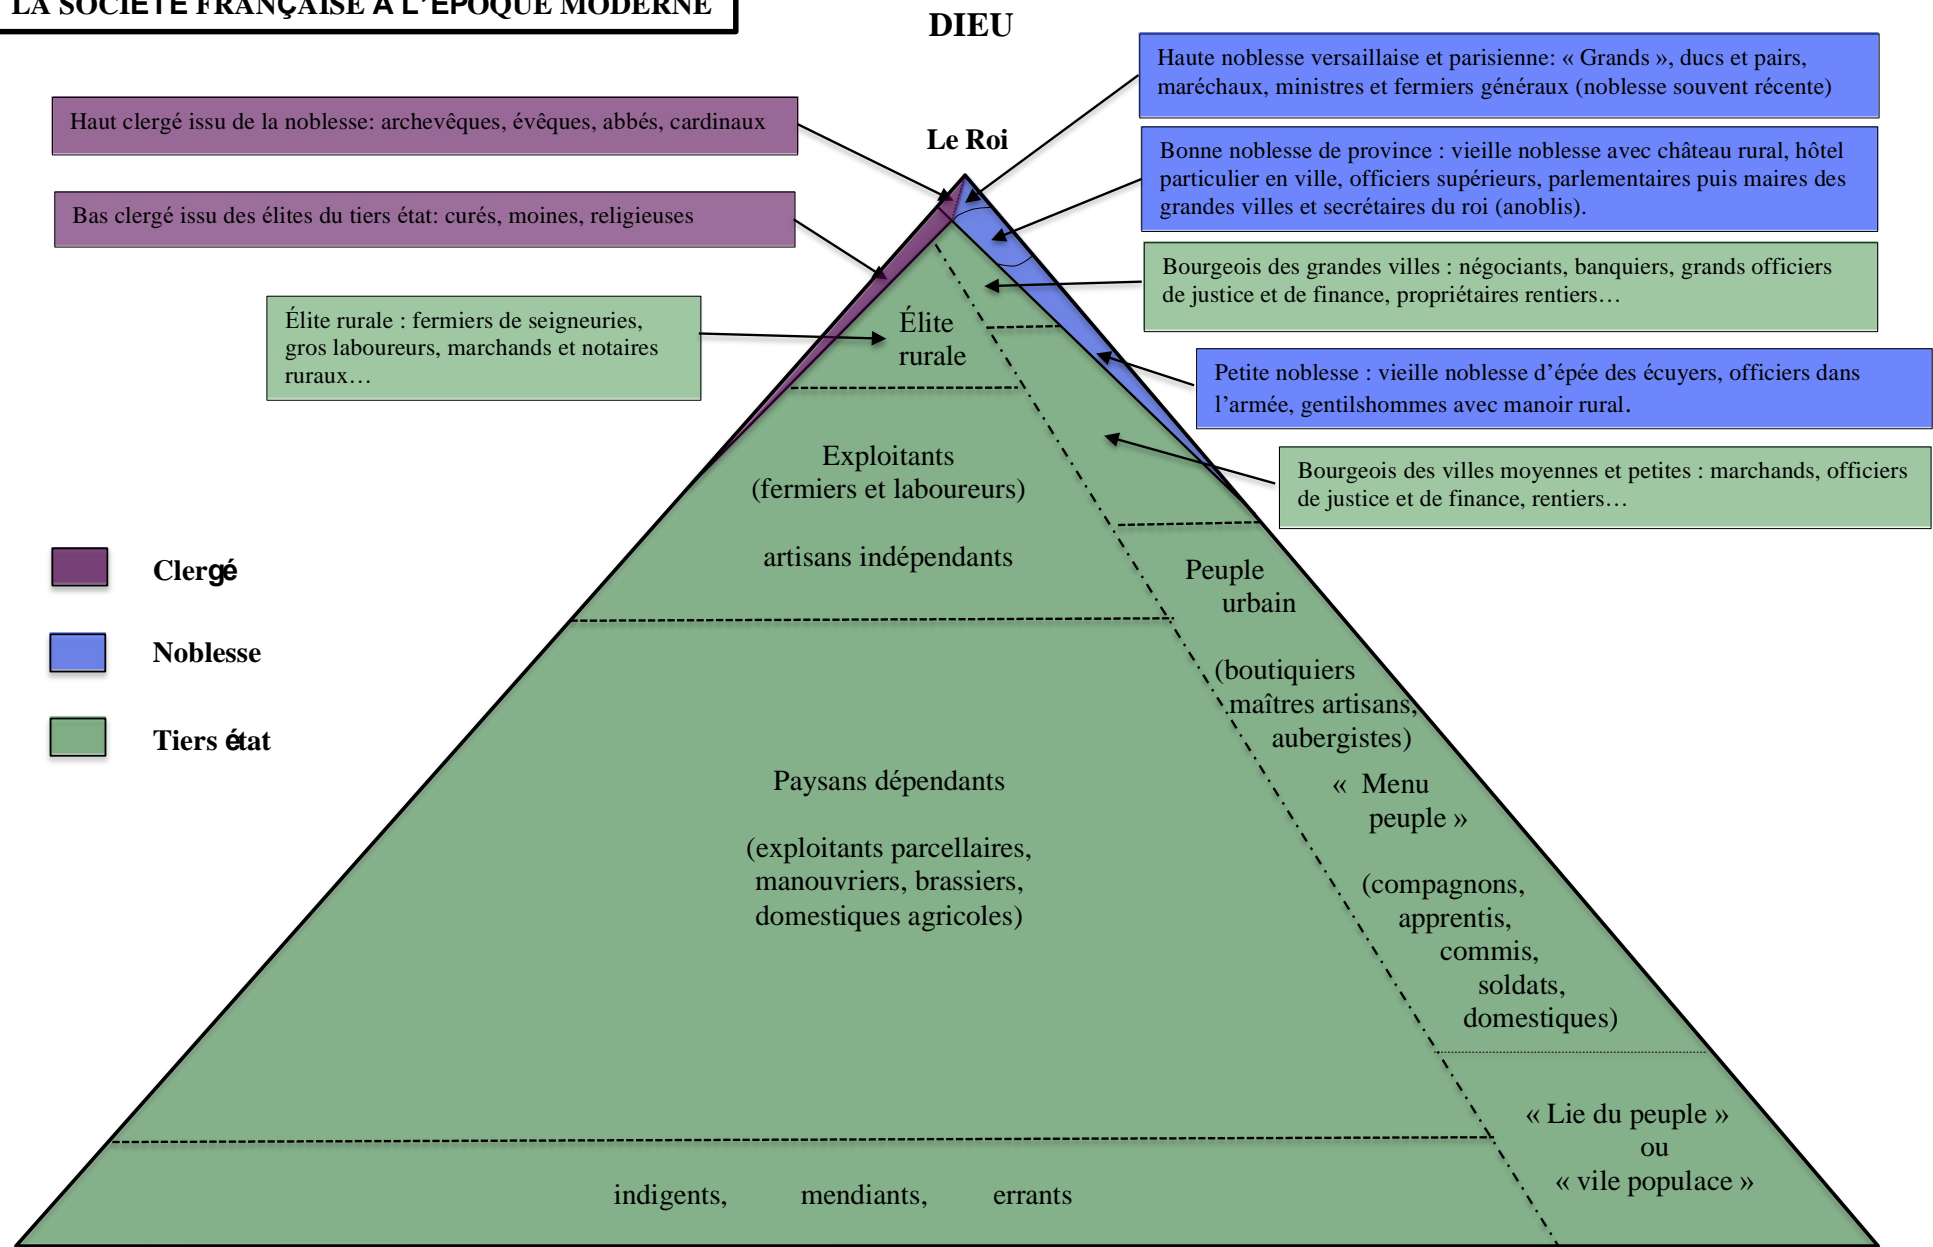 LA SOCIÉTÉ FRANÇAISE À L'ÉPOQUE MODERNE
DIEU
Le Roi
Haut clergé issu de la noblesse: archevêques, évêques, abbés, cardinaux
Bas clergé issu des élites du tiers état: curés, moines, religieuses
Élite rurale : fermiers de seigneuries,
gros laboureurs, marchands et notaires
ruraux…
Haute noblesse versaillaise et parisienne: « Grands », ducs et pairs,
maréchaux, ministres et fermiers généraux (noblesse souvent récente)
Bonne noblesse de province : vieille noblesse avec château rural, hôtel
particulier en ville, officiers supérieurs, parlementaires puis maires des
grandes villes et secrétaires du roi (anoblis).
Bourgeois des grandes villes : négociants, banquiers, grands officiers
de justice et de finance, propriétaires rentiers…
Petite noblesse : vieille noblesse d'épée des écuyers, officiers dans
l'armée, gentilshommes avec manoir rural.
Bourgeois des villes moyennes et petites : marchands, officiers
de justice et de finance, rentiers…
Élite
rurale
Exploitants
(fermiers et laboureurs)
artisans indépendants
Paysans dépendants
(exploitants parcellaires,
manouvriers, brassiers,
domestiques agricoles)
indigents, mendiants, errants
Peuple
urbain
(boutiquiers
maîtres artisans,
aubergistes)
« Menu
peuple »
(compagnons,
apprentis,
commis,
soldats,
domestiques)
« Lie du peuple »
ou
« vile populace »
Clergé
Noblesse
Tiers état